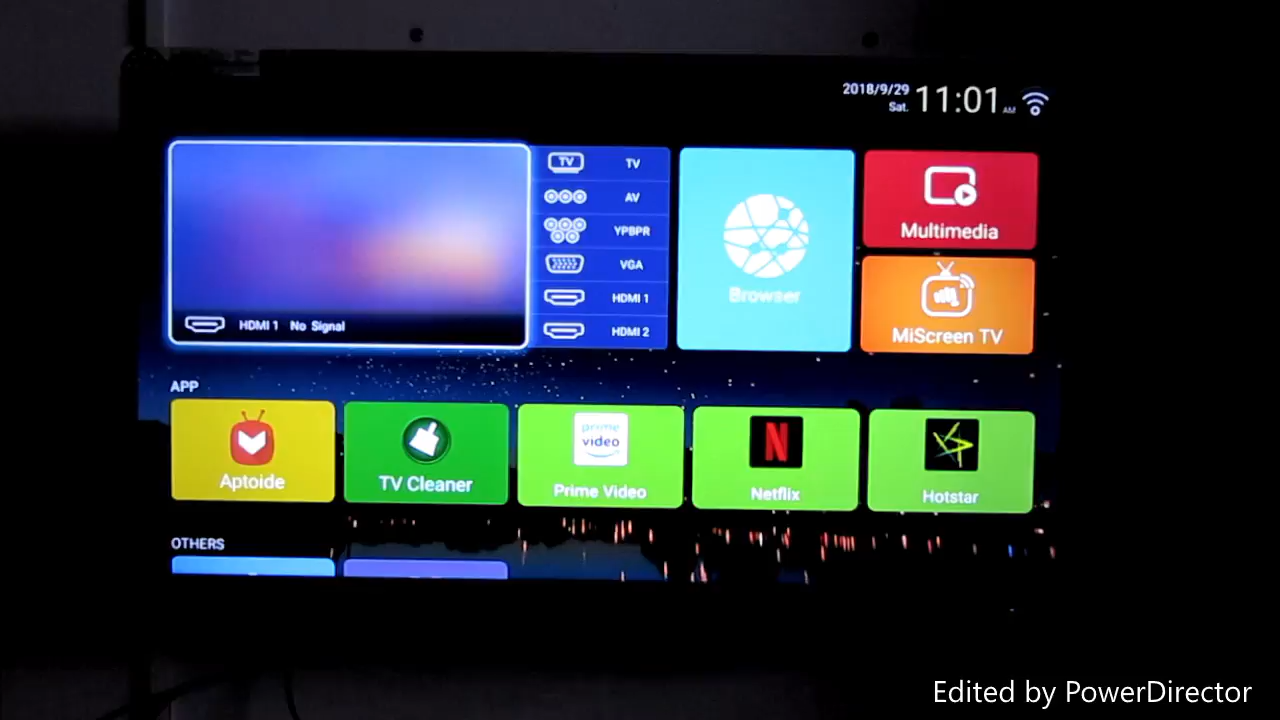 2018/9/29
Sat.
11:01 AM
TV
TV
AV
YPBPR
VGA
HDMI 1
HDMI 2
HDMI 1 No Signal
Browser
Multimedia
MiScreen TV
APP
Aptoide
TV Cleaner
prime video
Prime Video
N
Netflix
Hotstar
OTHERS
Edited by PowerDirector